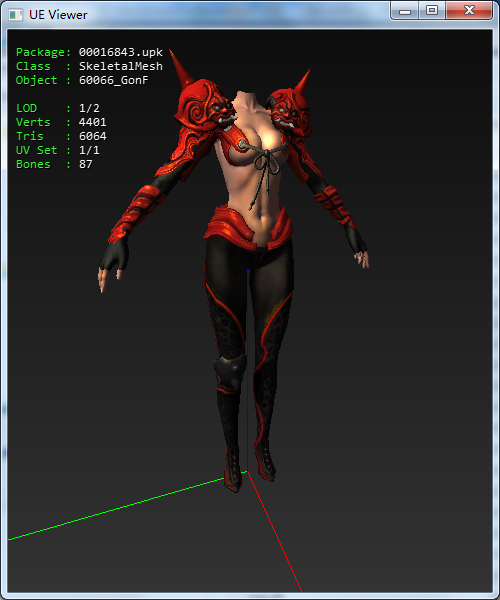 UE Viewer
Package: 00016843.upk
Class : SkeletalMesh
Object : 60066_GonF
LOD : 1/2
Verts : 4401
Tris : 6064
UV Set : 1/1
Bones : 87